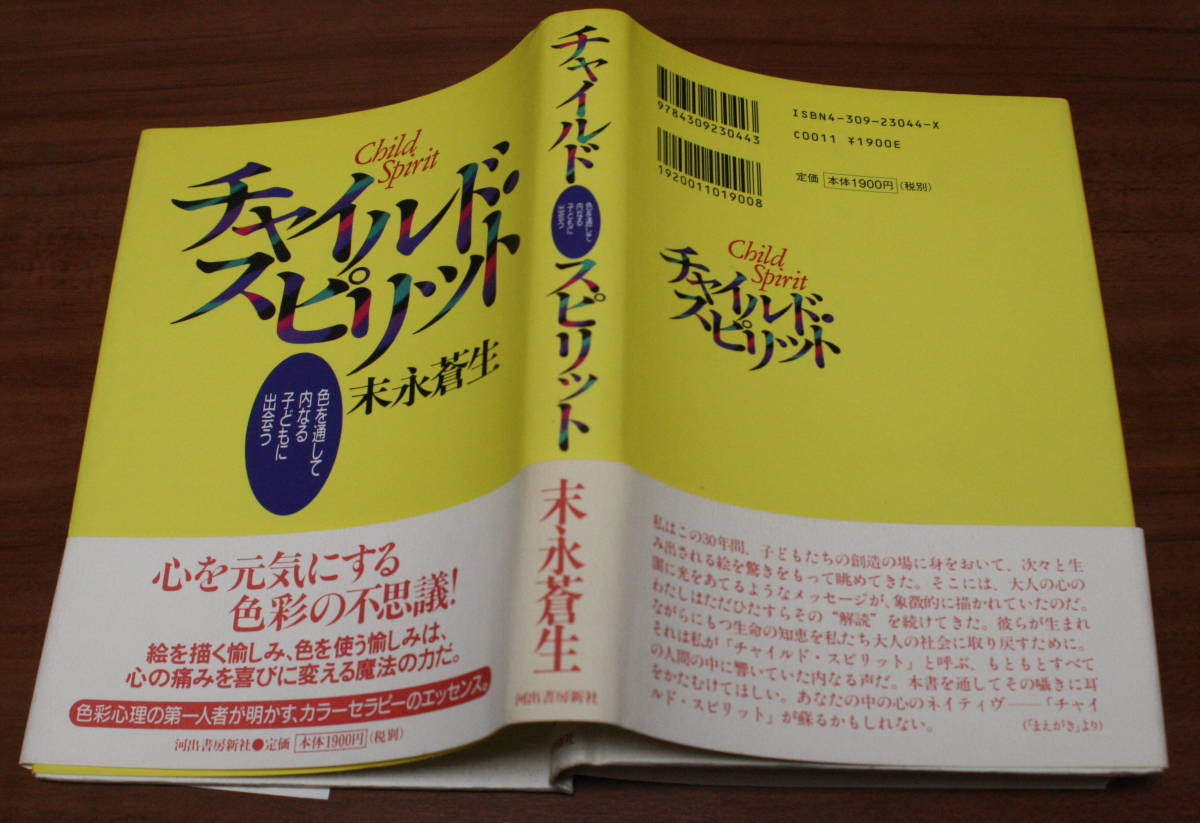 Child
Spirit
チャイルド・
スピリット
末永蒼生
色を通して
内なる
子どもに
出会う
心を元気にする
色彩の不思議!
絵を描く愉しみ、色を使う愉しみは、
心の痛みを喜びに変える魔法の力だ。
色彩心理の第一人者が明かす、カラーセラピーのエッセンス。
河出書房新社●定価 本体1900円(税別)
チャイルド
色を通して
内なる
子どもに
出会う
スピリット
末永蒼生
河出書房新社
9784309230443
1920011019008
ISBN4-309-23044-X
C0011 ¥1900E
定価 本体1900円(税別)
Child
Spirit
チャイルド・
スピリット
私はこの30年間、子どもたちの創造の場に身をおいて、次々と生
み出される絵を驚きをもって眺めてきた。そこには、大人の心の
闇に光をあてるようなメッセージが、象徴的に描かれていたのだ。
わたしはただひたすらその“解読”を続けてきた。彼らが生まれ
ながらにもつ生命の知恵を私たち大人の社会に取り戻すために。
それは私が「チャイルド・スピリット」と呼ぶ、もともとすべて
の人間の中に響いていた内なる声だ。本書を通してその囁きに耳
をかたむけてほしい。あなたの中の心のネイティヴ――「チャイ
ルド・スピリット」が蘇るかもしれない。
(「まえがき」より)